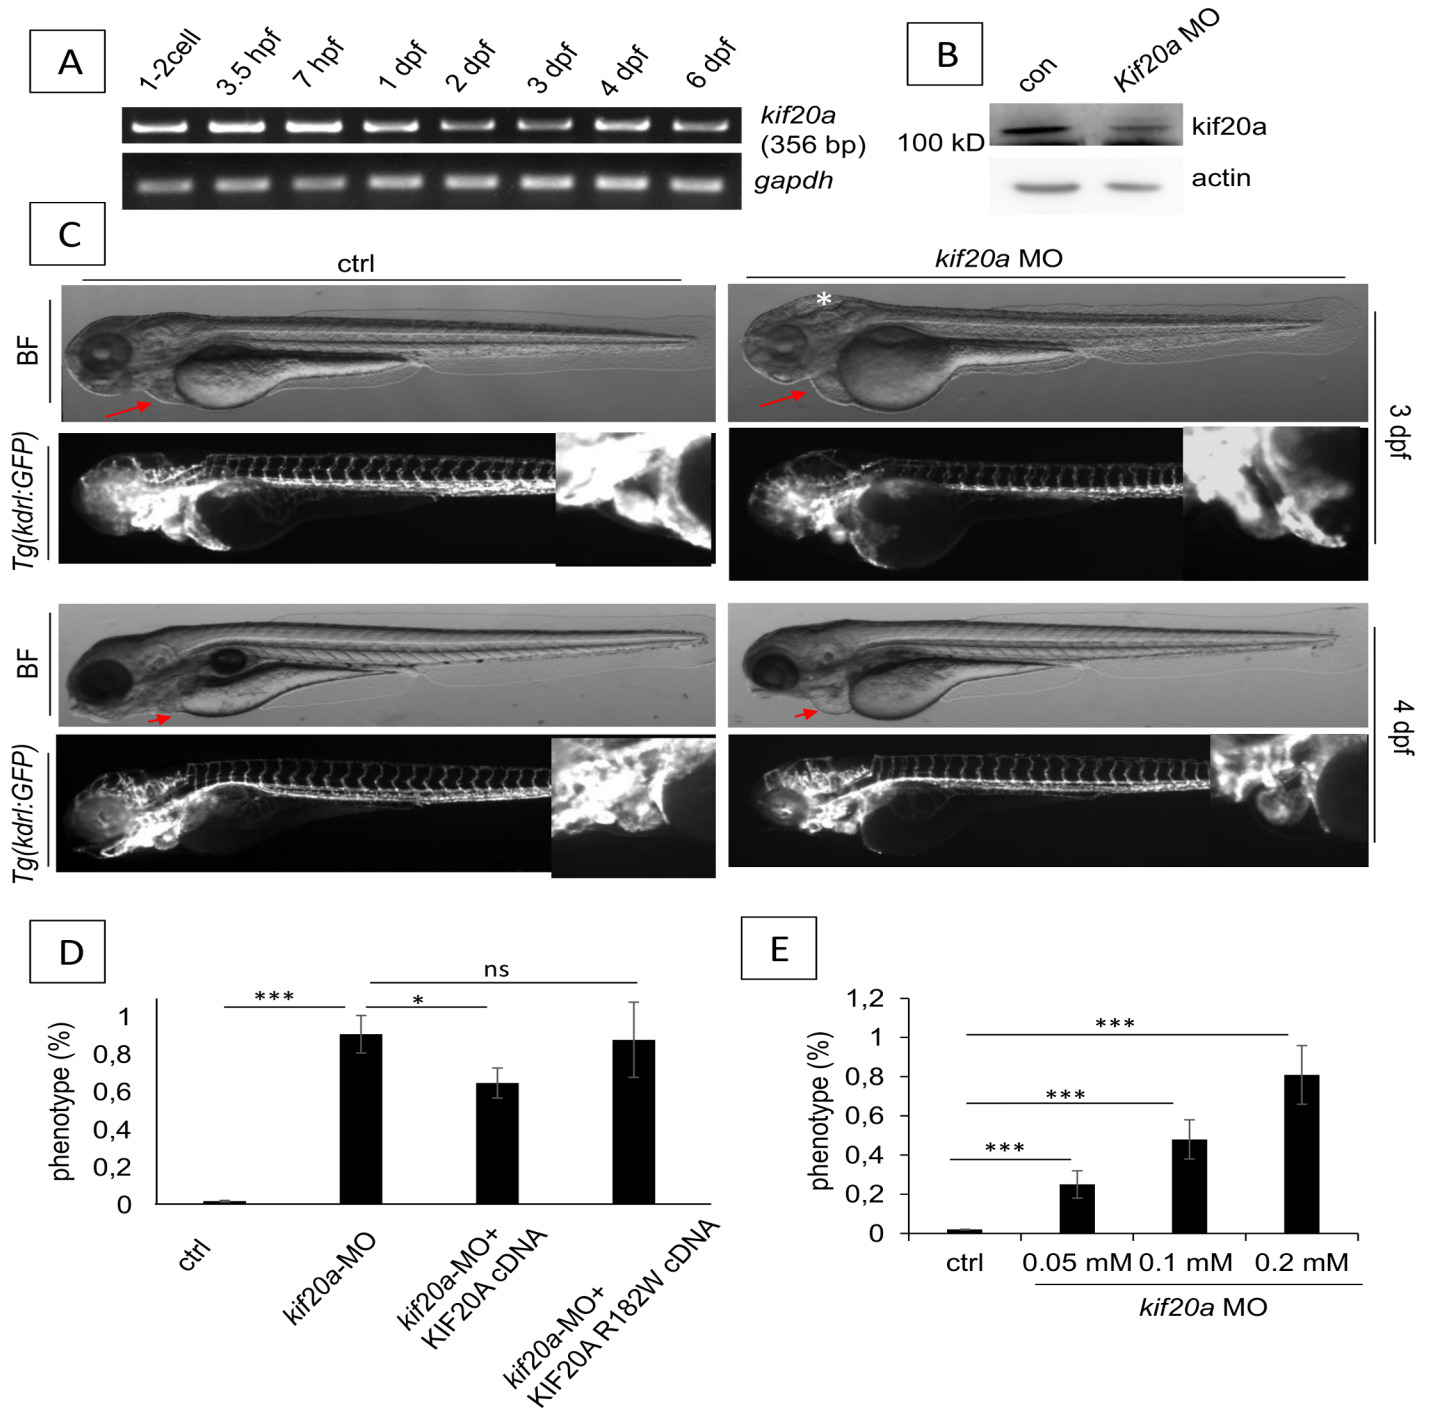 A
1-2cell
3.5 hpf
7 hpf
1 dpf
2 dpf
3 dpf
4 dpf
6 dpf
kif20a
(356 bp)
gapdh
B
con
Kif20a MO
100 kD
kif20a
actin
C
ctrl
kif20a MO
BF
*
Tg(kdrl:GFP)
3 dpf
BF
Tg(kdrl:GFP)
4 dpf
D
ns
***
*
phenotype (%)
1
0,8
0,6
0,4
0,2
0
ctrl
kif20a-MO
kif20a-MO+
KIF20A cDNA
kif20a-MO+
KIF20A R182W cDNA
E
phenotype (%)
1,2
1
0,8
0,6
0,4
0,2
0
***
***
***
ctrl
0.05 mM
0.1 mM
0.2 mM
kif20a MO